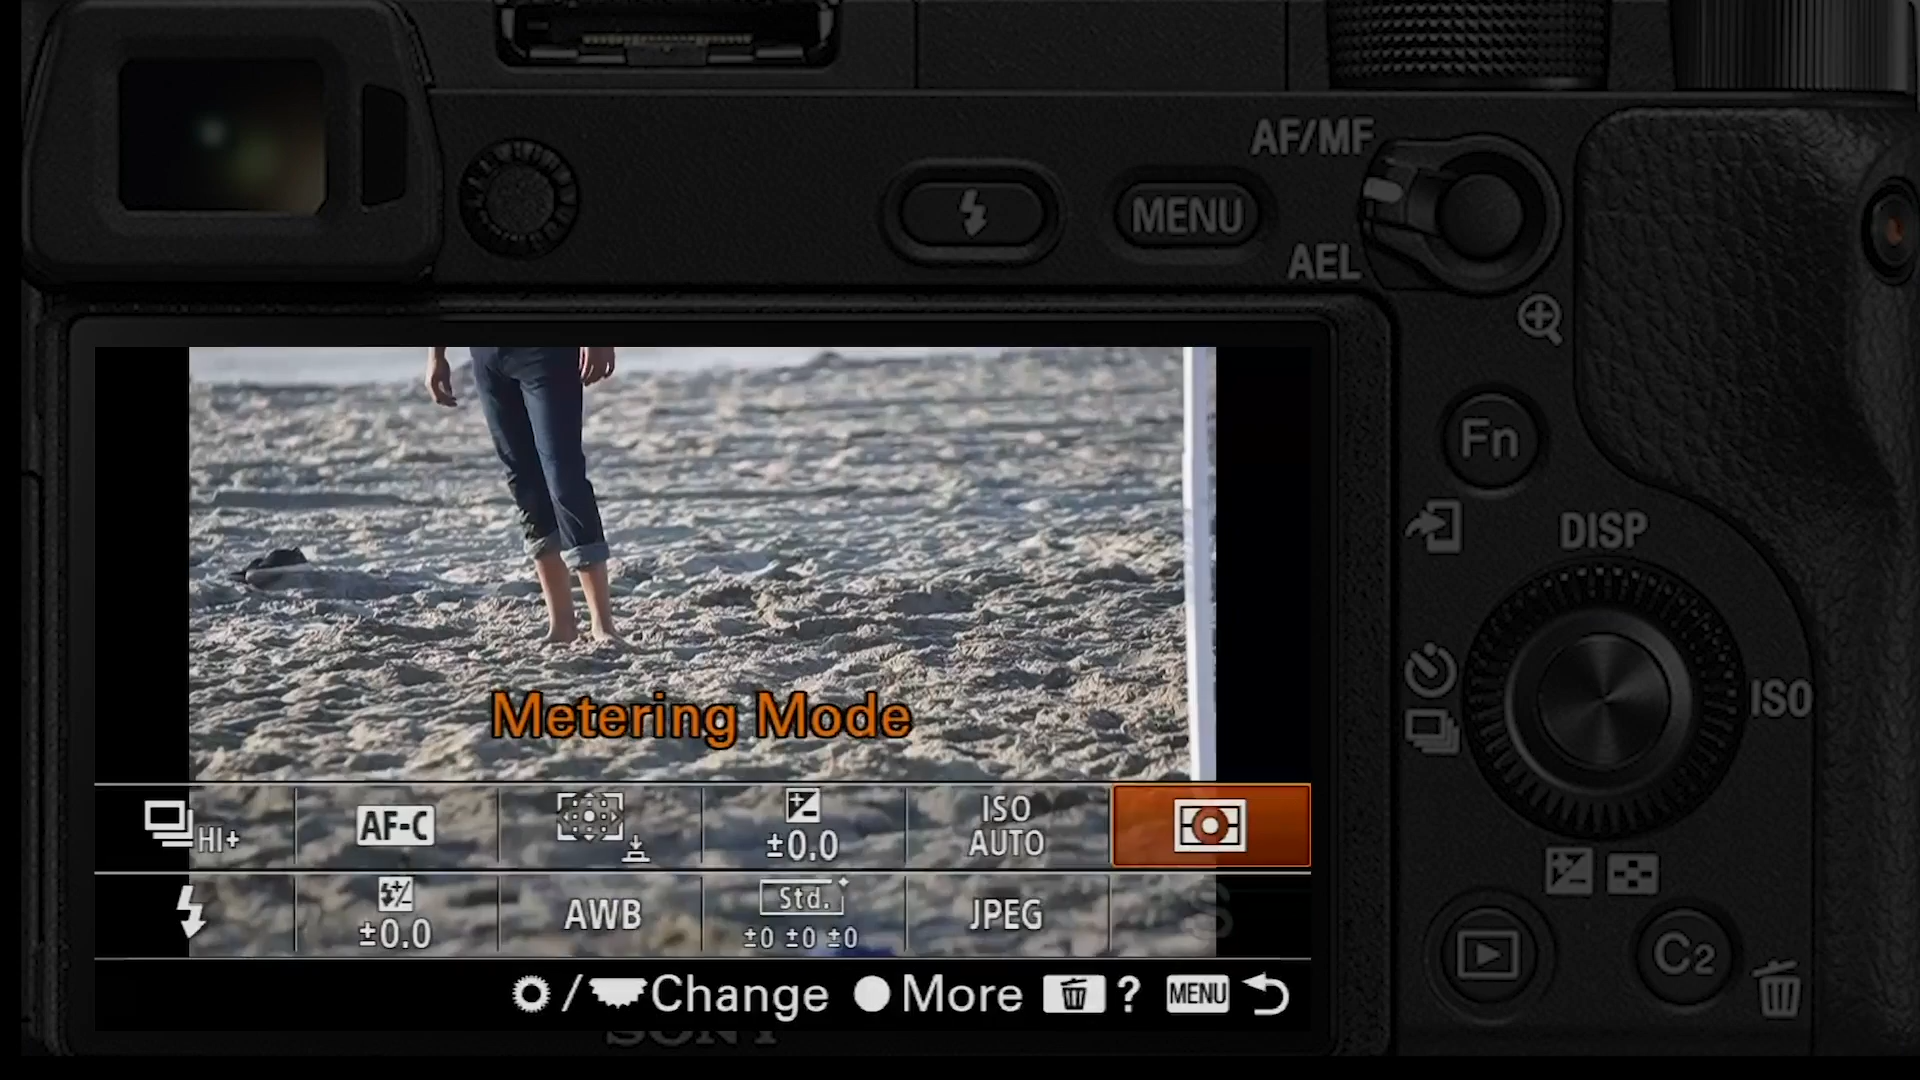 AF/MF
MENU
AEL
Fn
DISP
ISO
Metering Mode
HI+
AF-C
±0.0
ISO
AUTO
±0.0
AWB
Std.
±0 ±0 ±0
JPEG
S
/ Change More ? MENU
C2
SONY